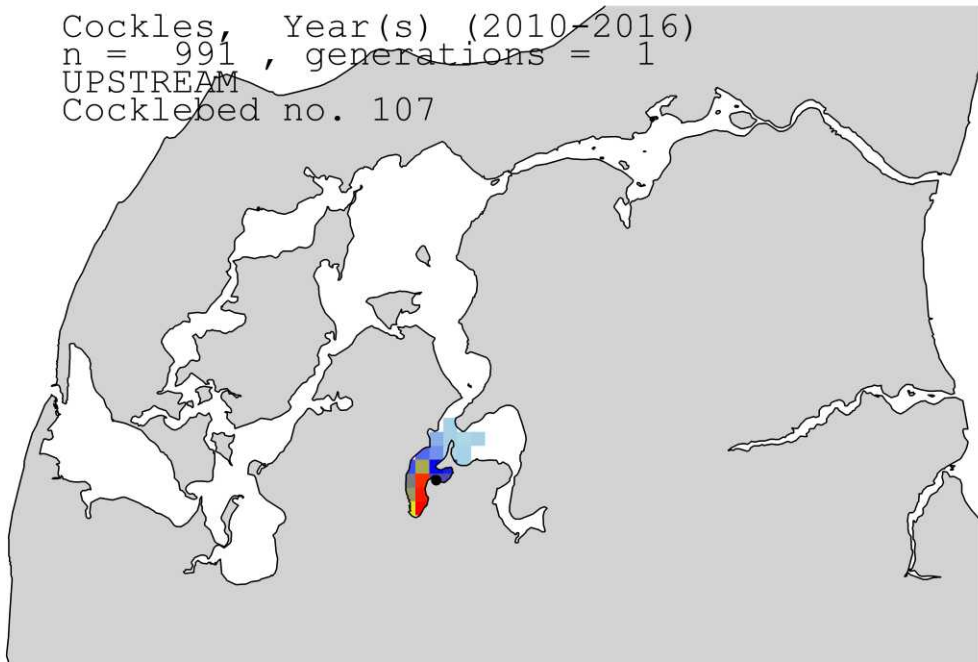 Cockles, Year(s) (2010-2016)
n = 991 , generations = 1
UPSTREAM
Cocklebed no. 107